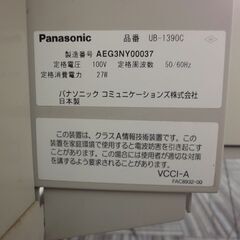 Panasonic 品番 UB-1390C
製造番号 AEG3NY00037
定格電圧 100V 定格周波数 50/60Hz
定格消費電力 27W
パナソニック コミュニケーションズ株式会社
日本製
この装置は、クラスA情報技術装置です。この装置を家庭環境で使用すると電波妨害を引き起こすことがあります。この場合には使用者が適切な対策を講ずるよう要求されることがあります。
VCCI-A
FAC8932-00